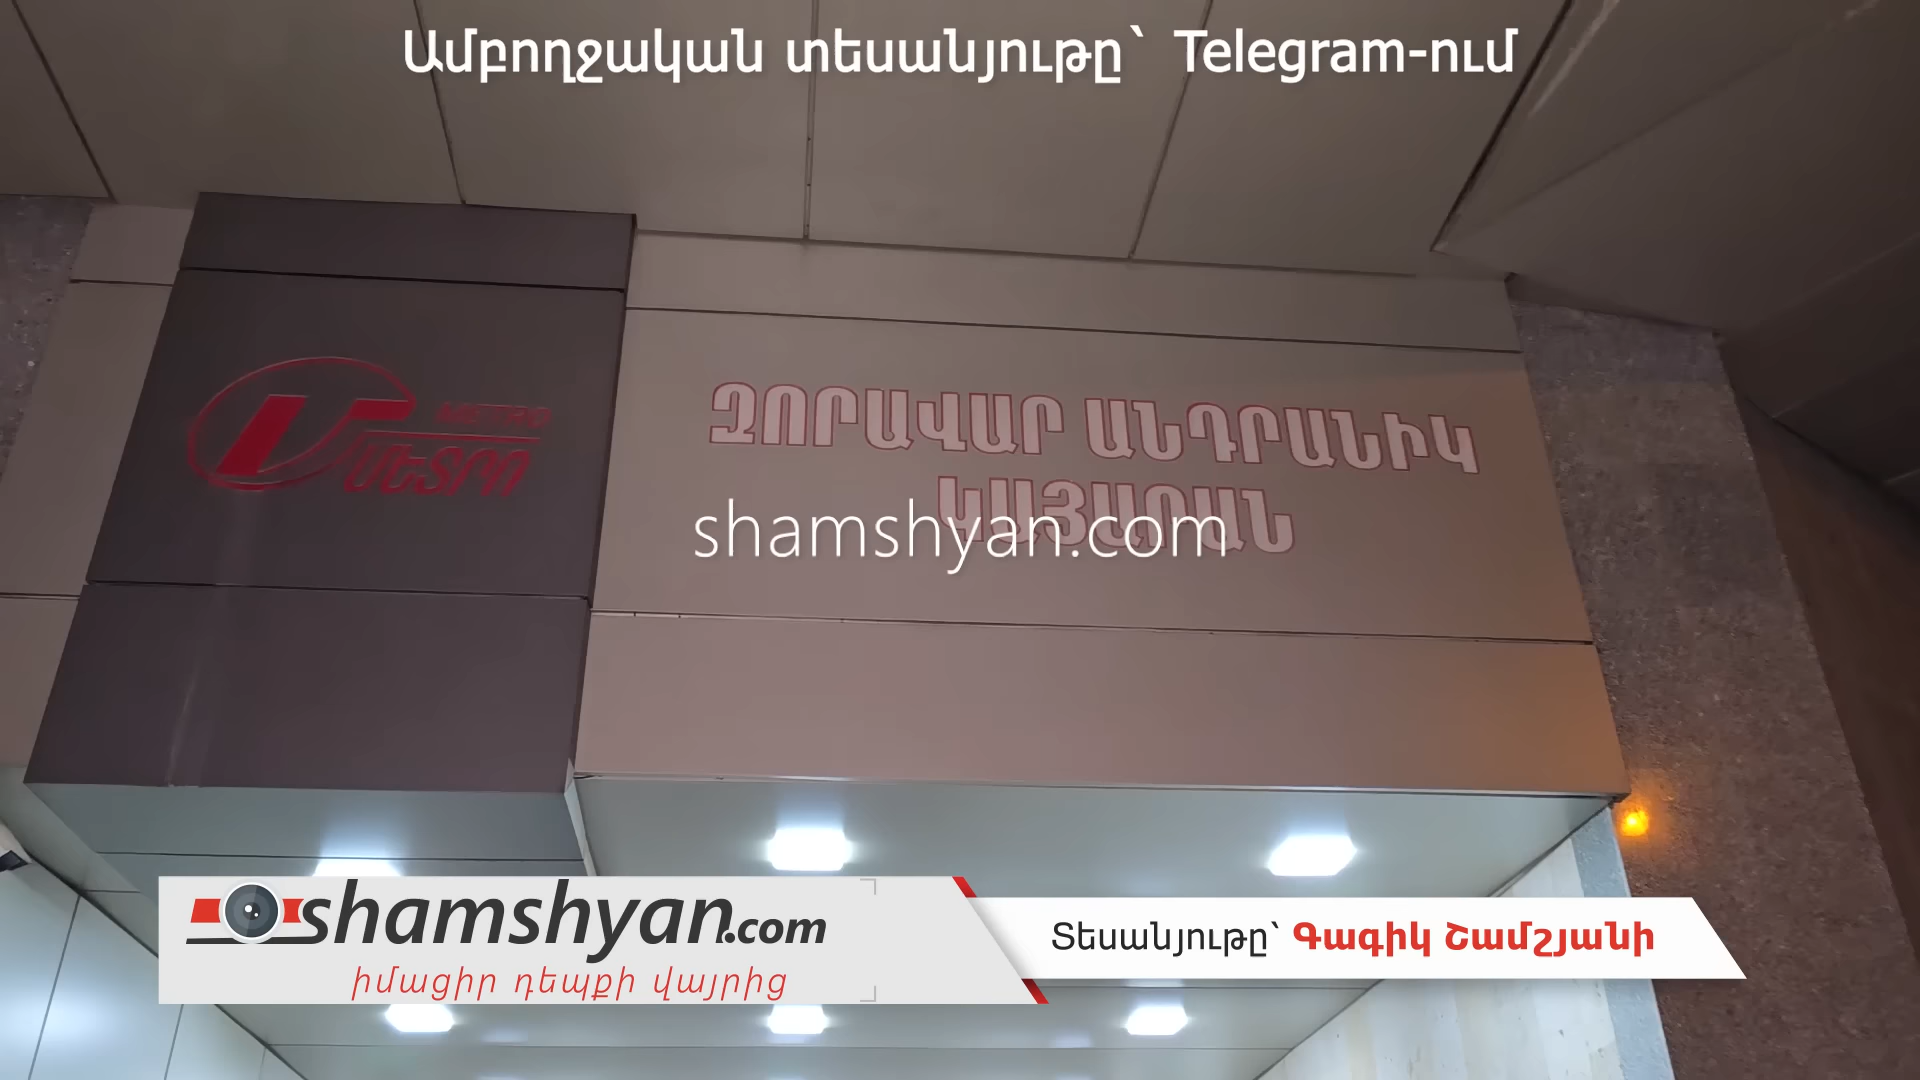 Ամբողջական տեսանյութը՝ Telegram-ում
METRO
ՄԵՏՐՈ
ԶՈՐԱՎԱՐ ԱՆԴՐԱՆԻԿ
ԿԱՅԱՐԱՆ
shamshyan.com
shamshyan.com
իմացիր դեպքի վայրից
Տեսանյութը՝ Գագիկ Շամշյանի